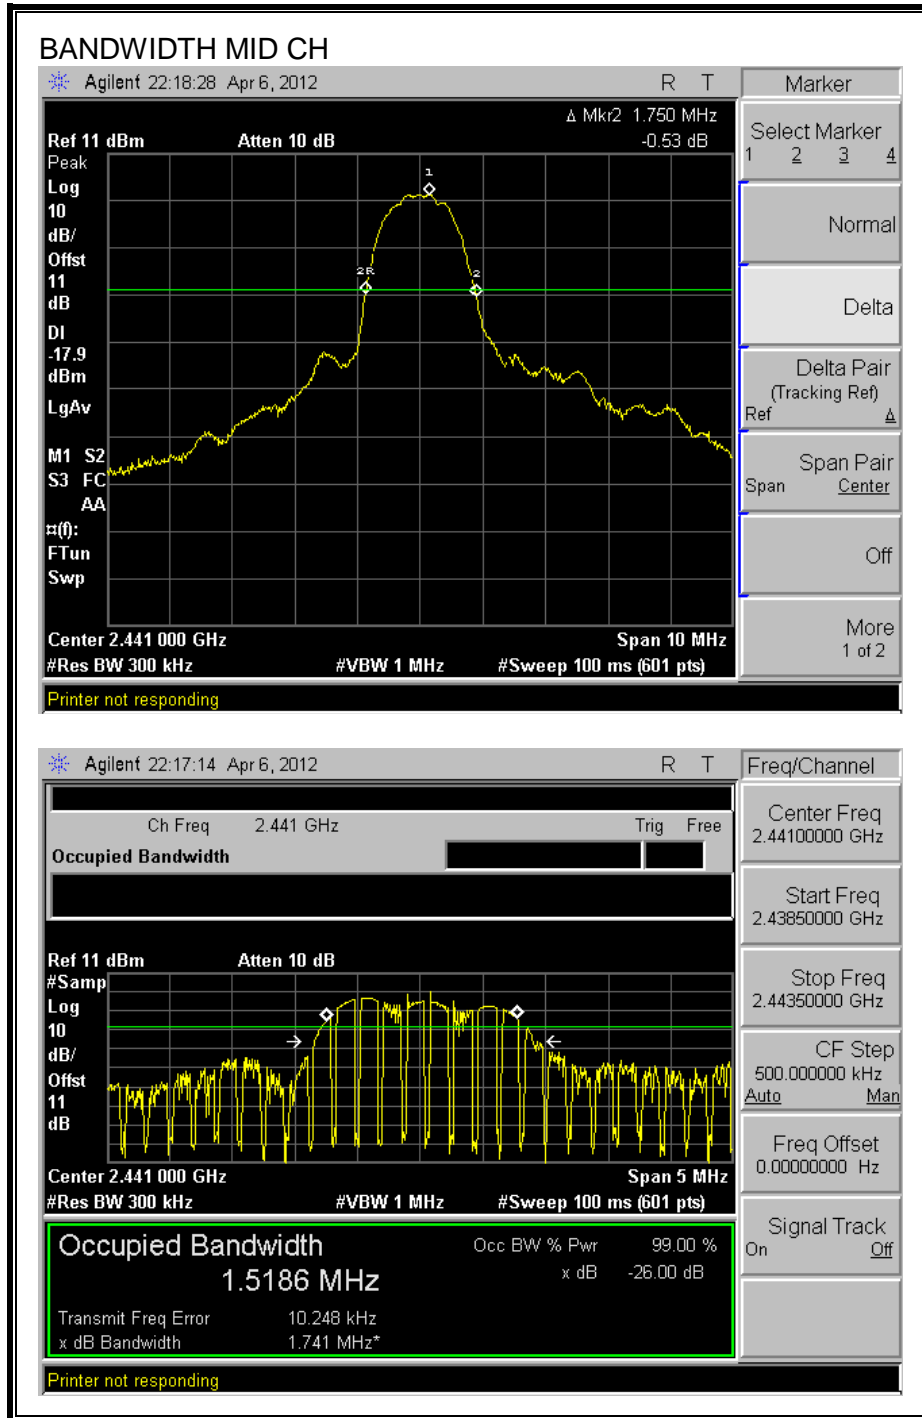 BANDWIDTH MID CH
Agilent 22:18:28 Apr 6, 2012 R T
Marker
Δ Mkr2 1.750 MHz
Ref 11 dBm Atten 10 dB -0.53 dB
Peak
Log
10
dB/
Offst
11
dB
DI
-17.9
dBm
LgAv
M1 S2
S3 FC
AA
¤(f):
FTun
Swp
1
2R
2
Center 2.441 000 GHz Span 10 MHz
#Res BW 300 kHz #VBW 1 MHz #Sweep 100 ms (601 pts)
Printer not responding
Select Marker
1 2 3 4
Normal
Delta
Delta Pair
(Tracking Ref)
Ref Δ
Span Pair
Span Center
Off
More
1 of 2
Agilent 22:17:14 Apr 6, 2012 R T
Freq/Channel
Ch Freq 2.441 GHz Trig Free
Occupied Bandwidth
Ref 11 dBm Atten 10 dB
#Samp
Log
10
dB/
Offst
11
dB
Center 2.441 000 GHz Span 5 MHz
#Res BW 300 kHz #VBW 1 MHz #Sweep 100 ms (601 pts)
Occupied Bandwidth Occ BW % Pwr 99.00 %
1.5186 MHz x dB -26.00 dB
Transmit Freq Error 10.248 kHz
x dB Bandwidth 1.741 MHz*
Printer not responding
Center Freq
2.44100000 GHz
Start Freq
2.43850000 GHz
Stop Freq
2.44350000 GHz
CF Step
500.000000 kHz
Auto Man
Freq Offset
0.00000000 Hz
Signal Track
On Off